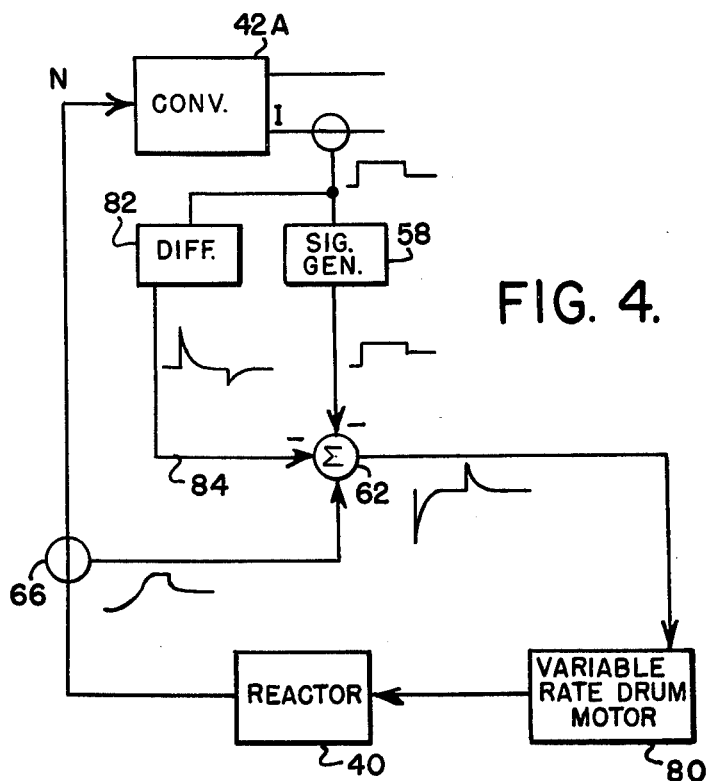 42A
N
CONV.
I
82
DIFF.
SIG.
GEN.
58
FIG. 4.
–
–
Σ
84
62
66
REACTOR
40
VARIABLE
RATE DRUM
MOTOR
80